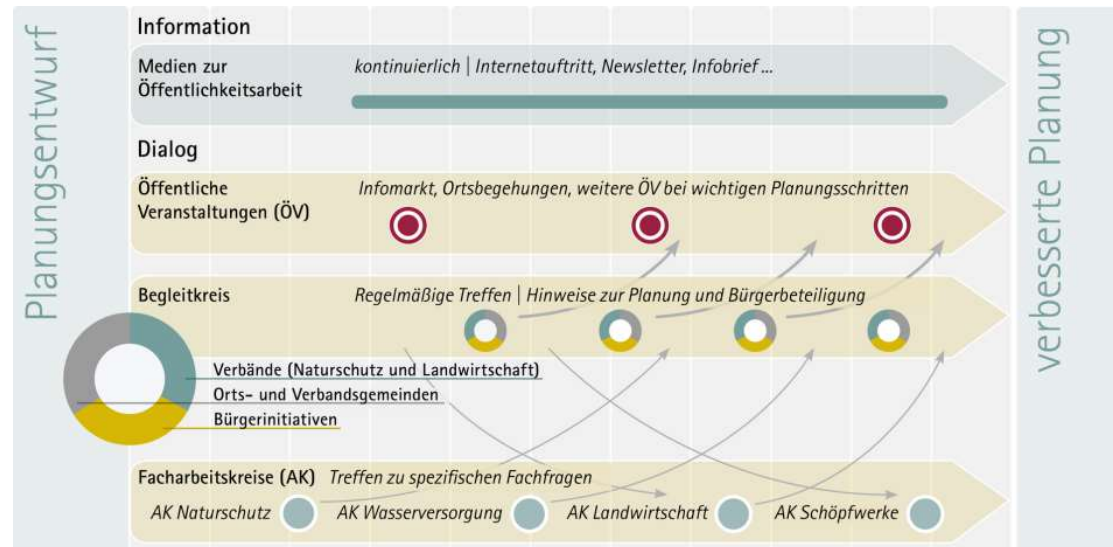 Planungsentwurf
Information
Medien zur
Öffentlichkeitsarbeit
kontinuierlich | Internetauftritt, Newsletter, Infobrief ...
Dialog
Öffentliche
Veranstaltungen (ÖV)
Infomarkt, Ortsbegehungen, weitere ÖV bei wichtigen Planungsschritten
Begleitkreis
Regelmäßige Treffen | Hinweise zur Planung und Bürgerbeteiligung
Verbände (Naturschutz und Landwirtschaft)
Orts- und Verbandsgemeinden
Bürgerinitiativen
Facharbeitskreise (AK) Treffen zu spezifischen Fachfragen
AK Naturschutz AK Wasserversorgung AK Landwirtschaft AK Schöpfwerke
verbesserte Planung